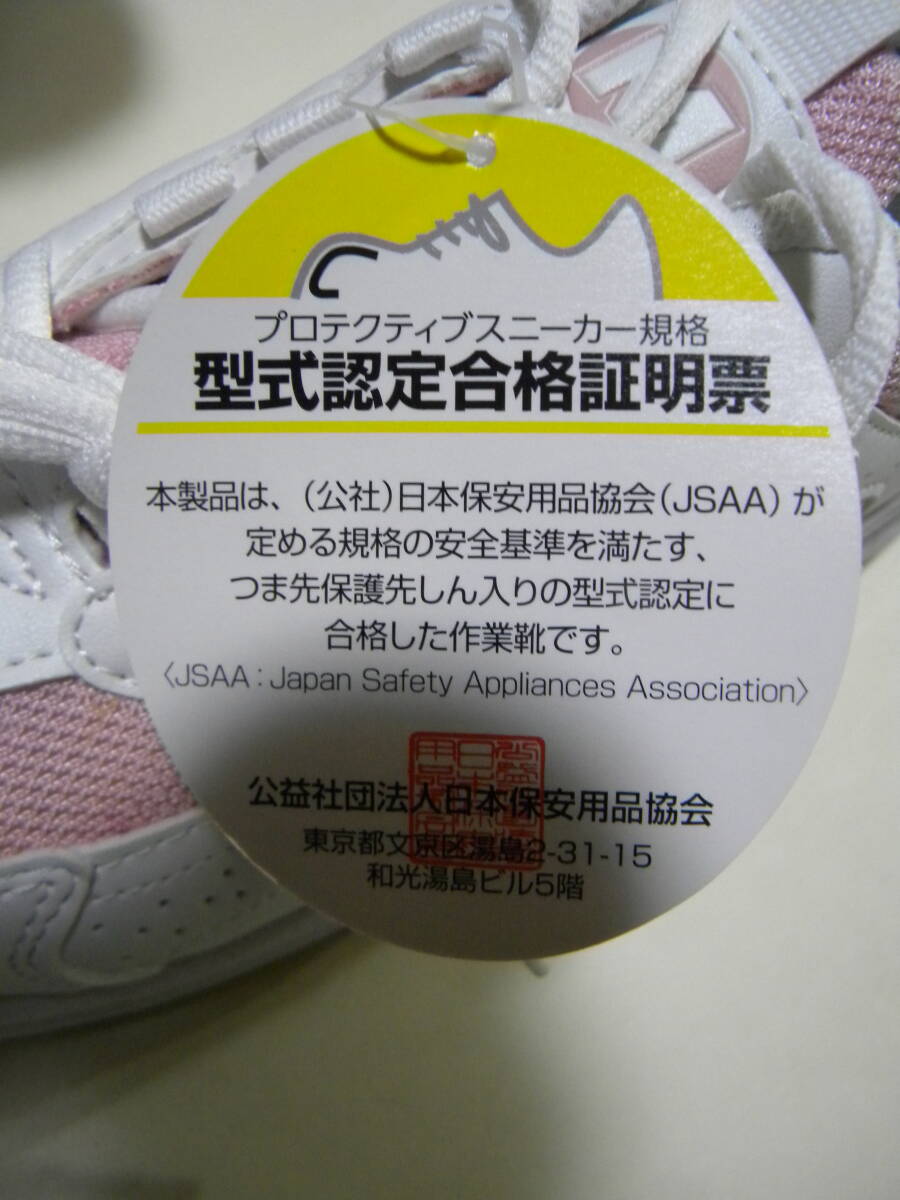 プロテクティブスニーカー規格
型式認定合格証明票
本製品は、（公社）日本保安用品協会（JSAA）が
定める規格の安全基準を満たす、
つま先保護先しん入りの型式認定に
合格した作業靴です。
〈JSAA：Japan Safety Appliances Association〉
公益社団法人日本保安用品協会
東京都文京区湯島2-31-15
和光湯島ビル5階